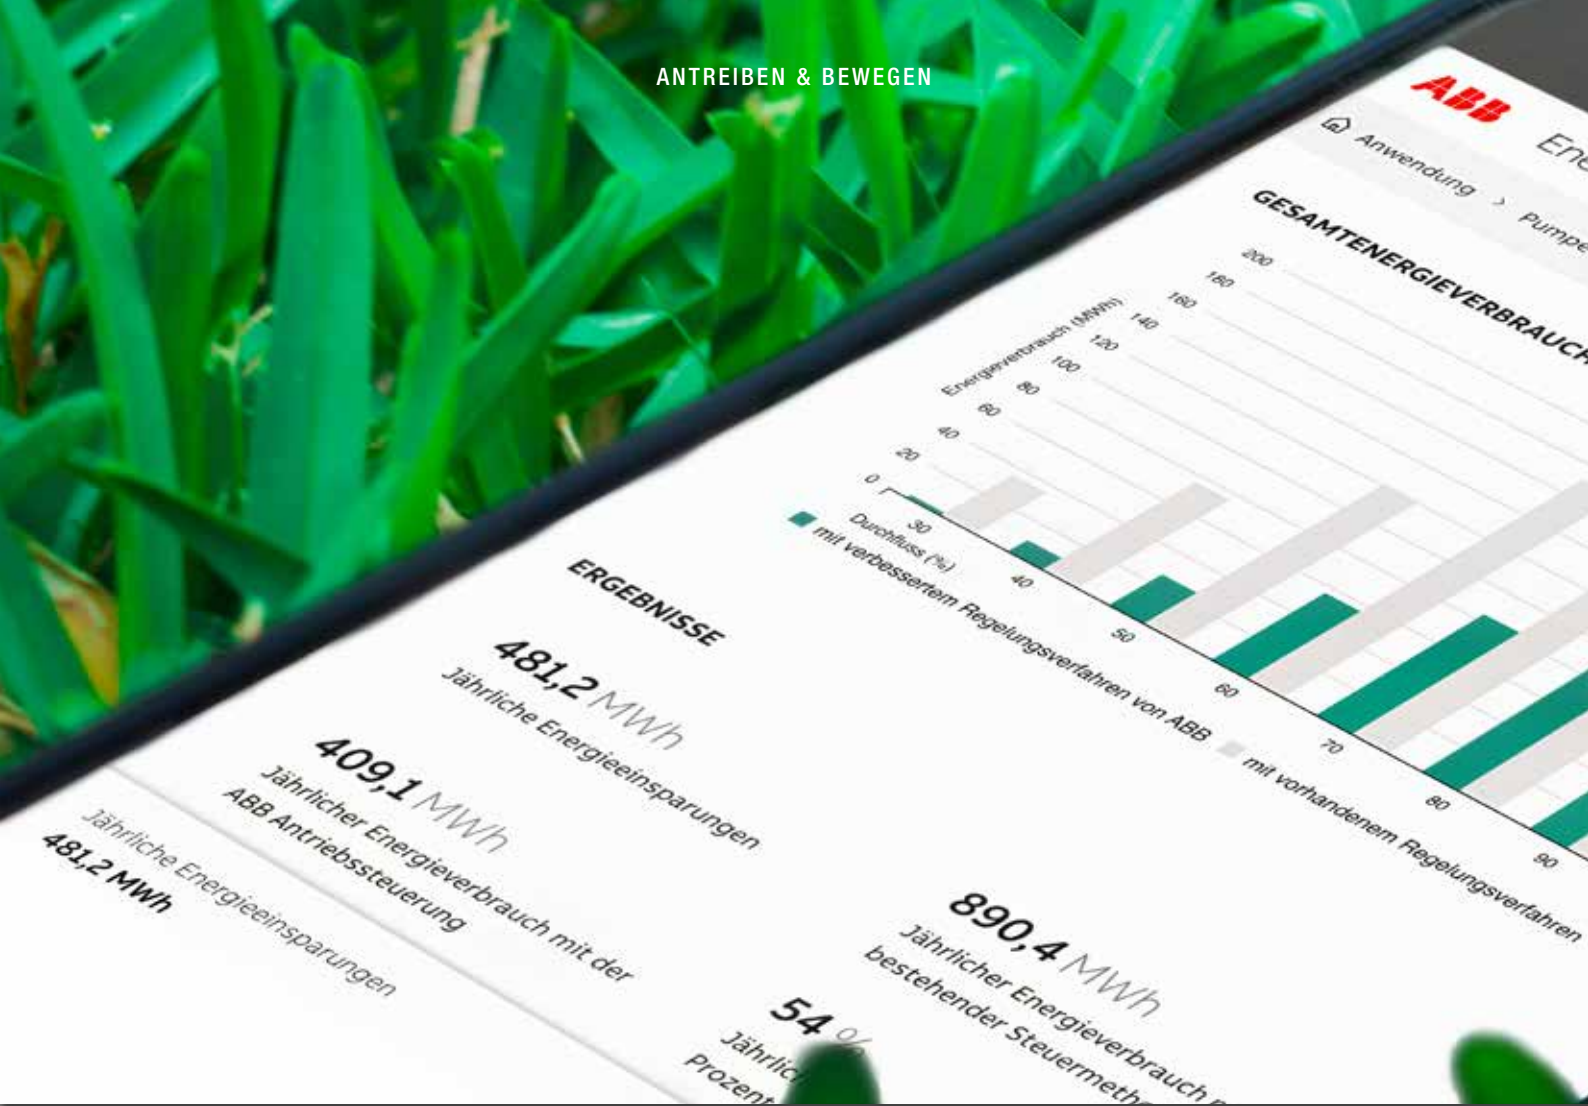 ANTREIBEN & BEWEGEN
ABB
Anwendung >
GESAMTENERGIEVERBRAUCH
Energieverbrauch (MWh)
200
180
160
140
120
100
80
60
40
20
0
30
40
50
60
70
80
90
Durchfluss (%)
mit verbessertem Regelungsverfahren von ABB
mit vorhandenem Regelungsverfahren
ERGEBNISSE
481,2 MWh
Jährliche Energieeinsparungen
409,1 MWh
Jährlicher Energieverbrauch mit der
ABB Antriebssteuerung
890,4 MWh
Jährlicher Energieverbrauch
bestehender
54 %
Prozent
Jährliche Energieeinsparungen
481,2 MWh